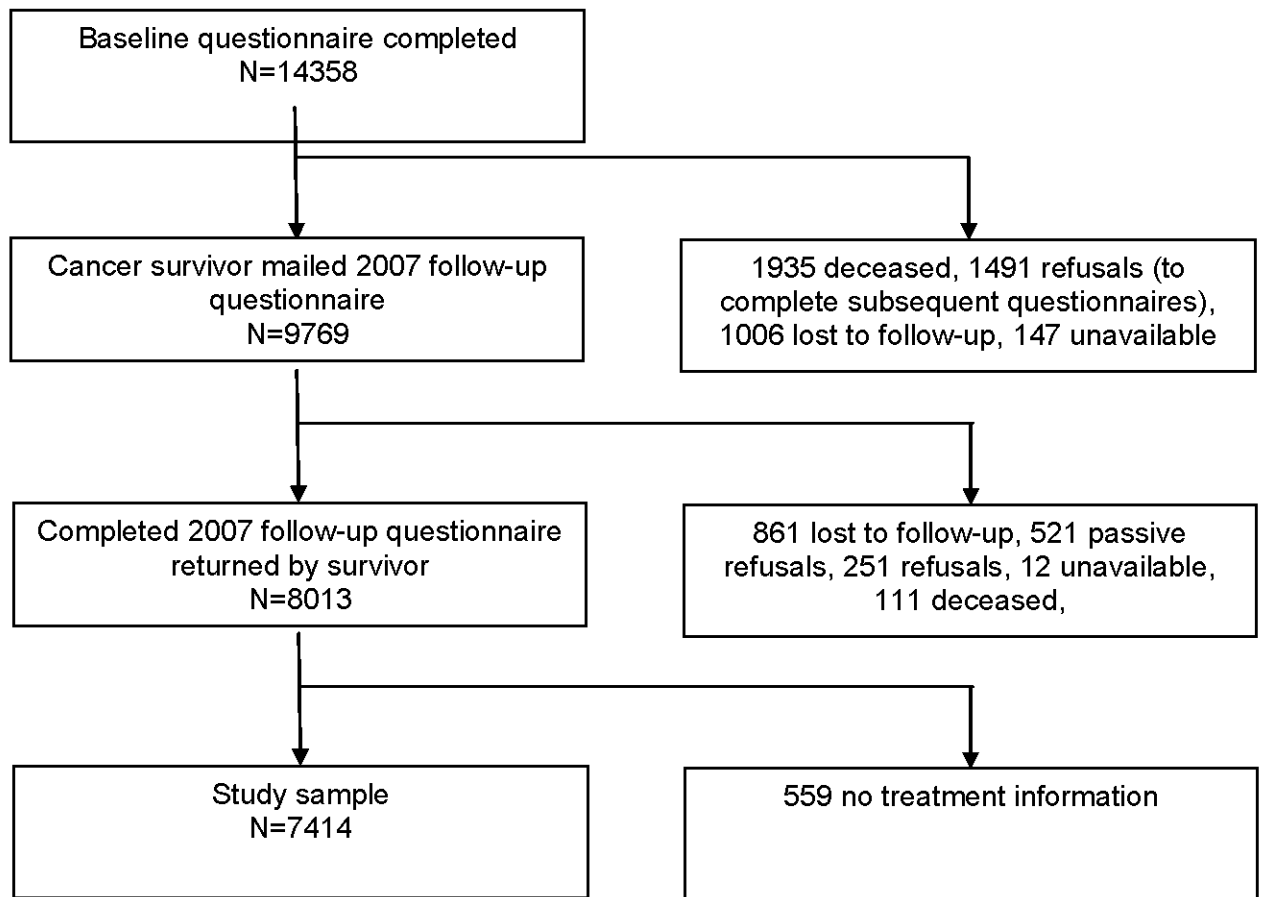 Baseline questionnaire completed
N=14358
Cancer survivor mailed 2007 follow-up
questionnaire
N=9769
1935 deceased, 1491 refusals (to
complete subsequent questionnaires),
1006 lost to follow-up, 147 unavailable
Completed 2007 follow-up questionnaire
returned by survivor
N=8013
861 lost to follow-up, 521 passive
refusals, 251 refusals, 12 unavailable,
111 deceased,
Study sample
N=7414
559 no treatment information